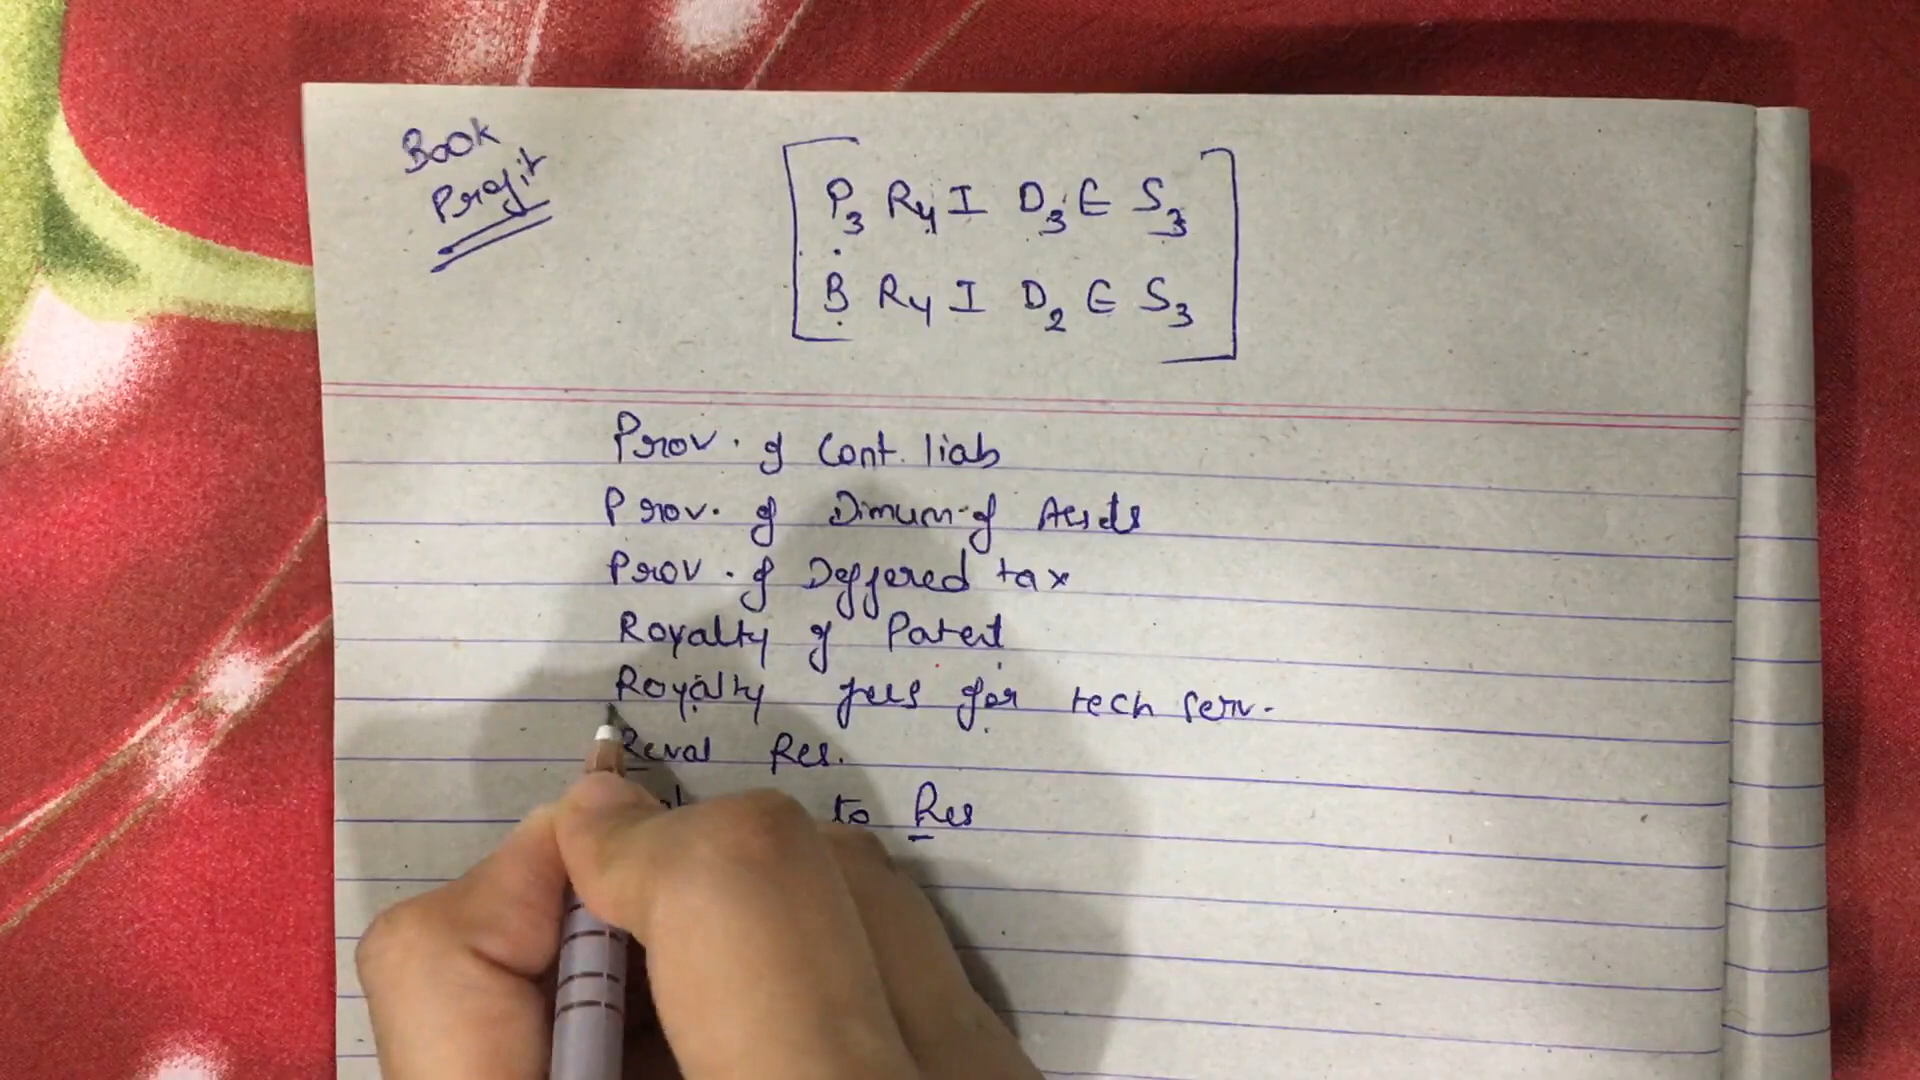 Book
Profit
P3 R4 I D3 E S3
B R4 I D2 E S3
Prov. of Cont. liab
Prov. of Dimun. of Assets
Prov. of Deffered tax
Royalty of Patent
Royalty fees for tech serv.
Reval Res.
to Res